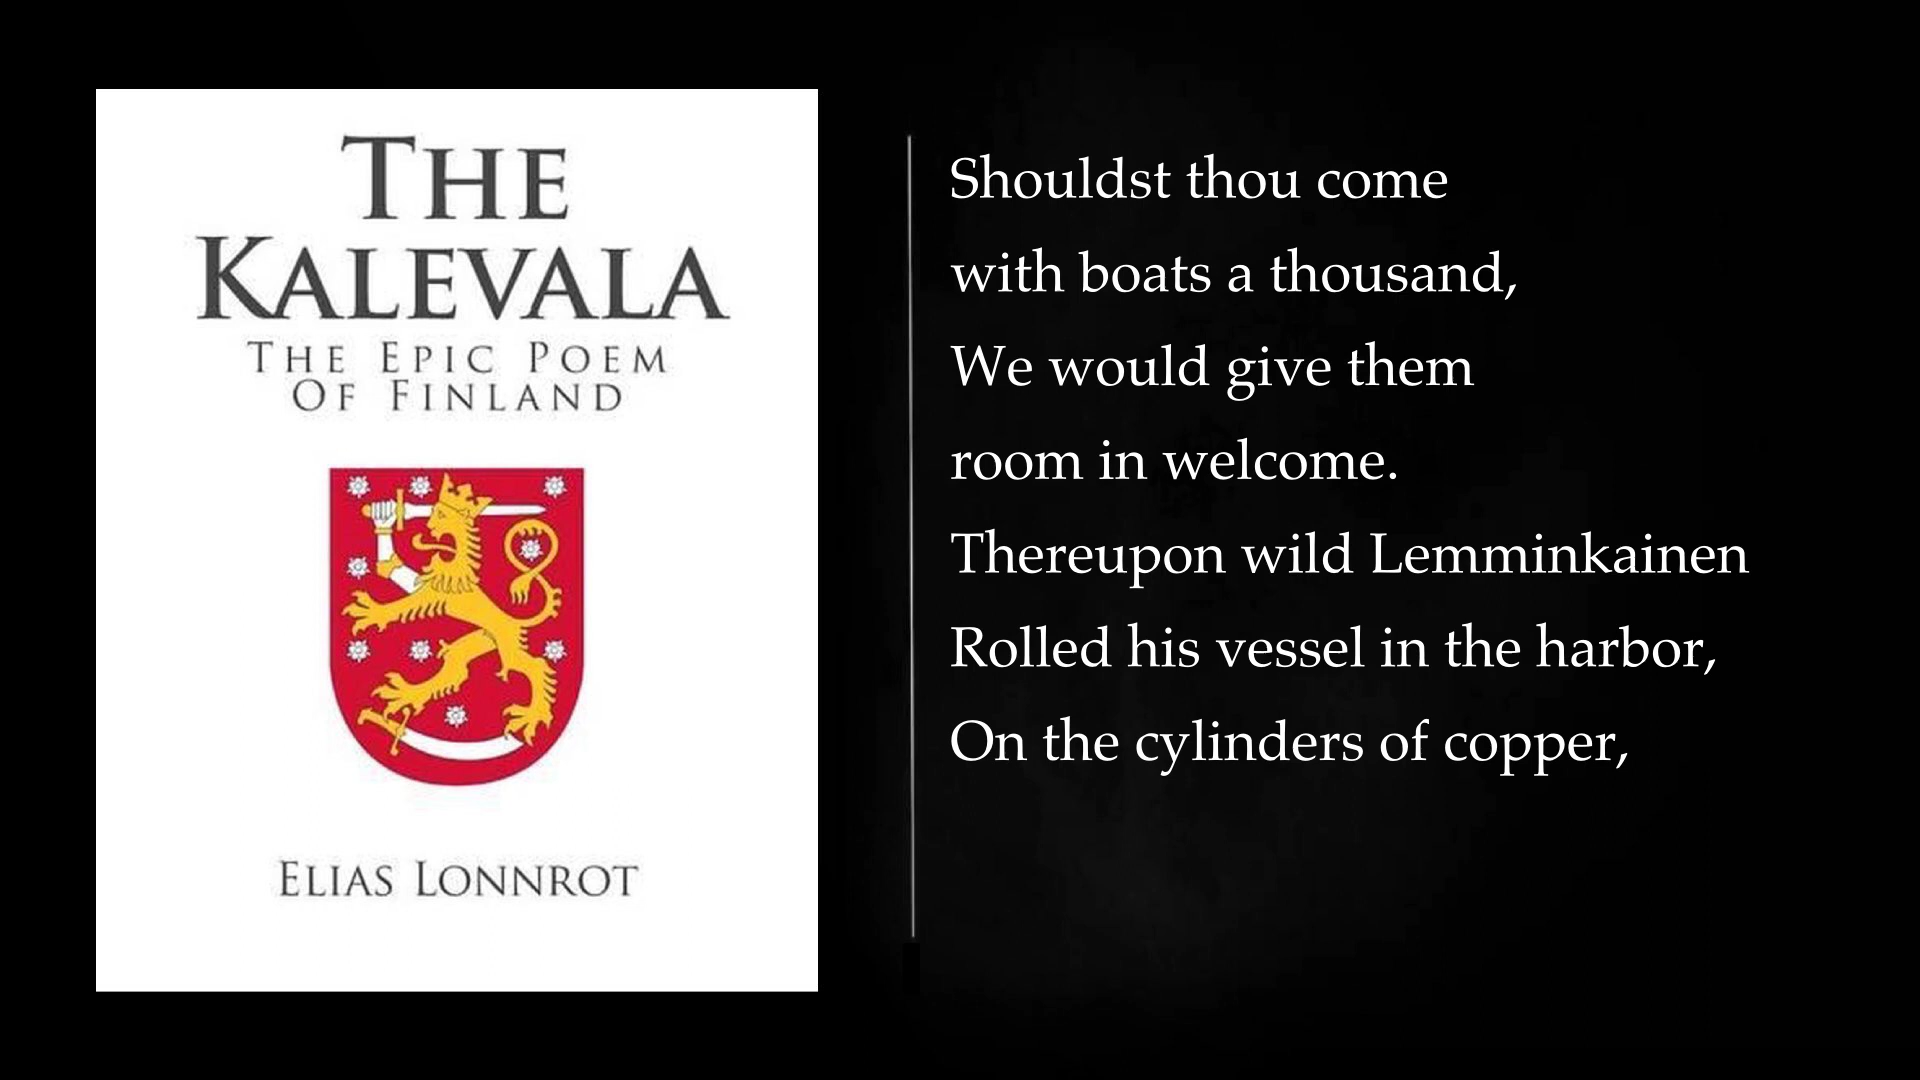 THE
KALEVALA
THE EPIC POEM
OF FINLAND
ELIAS LONNROT
Shouldst thou come
with boats a thousand,
We would give them
room in welcome.
Thereupon wild Lemminkainen
Rolled his vessel in the harbor,
On the cylinders of copper,